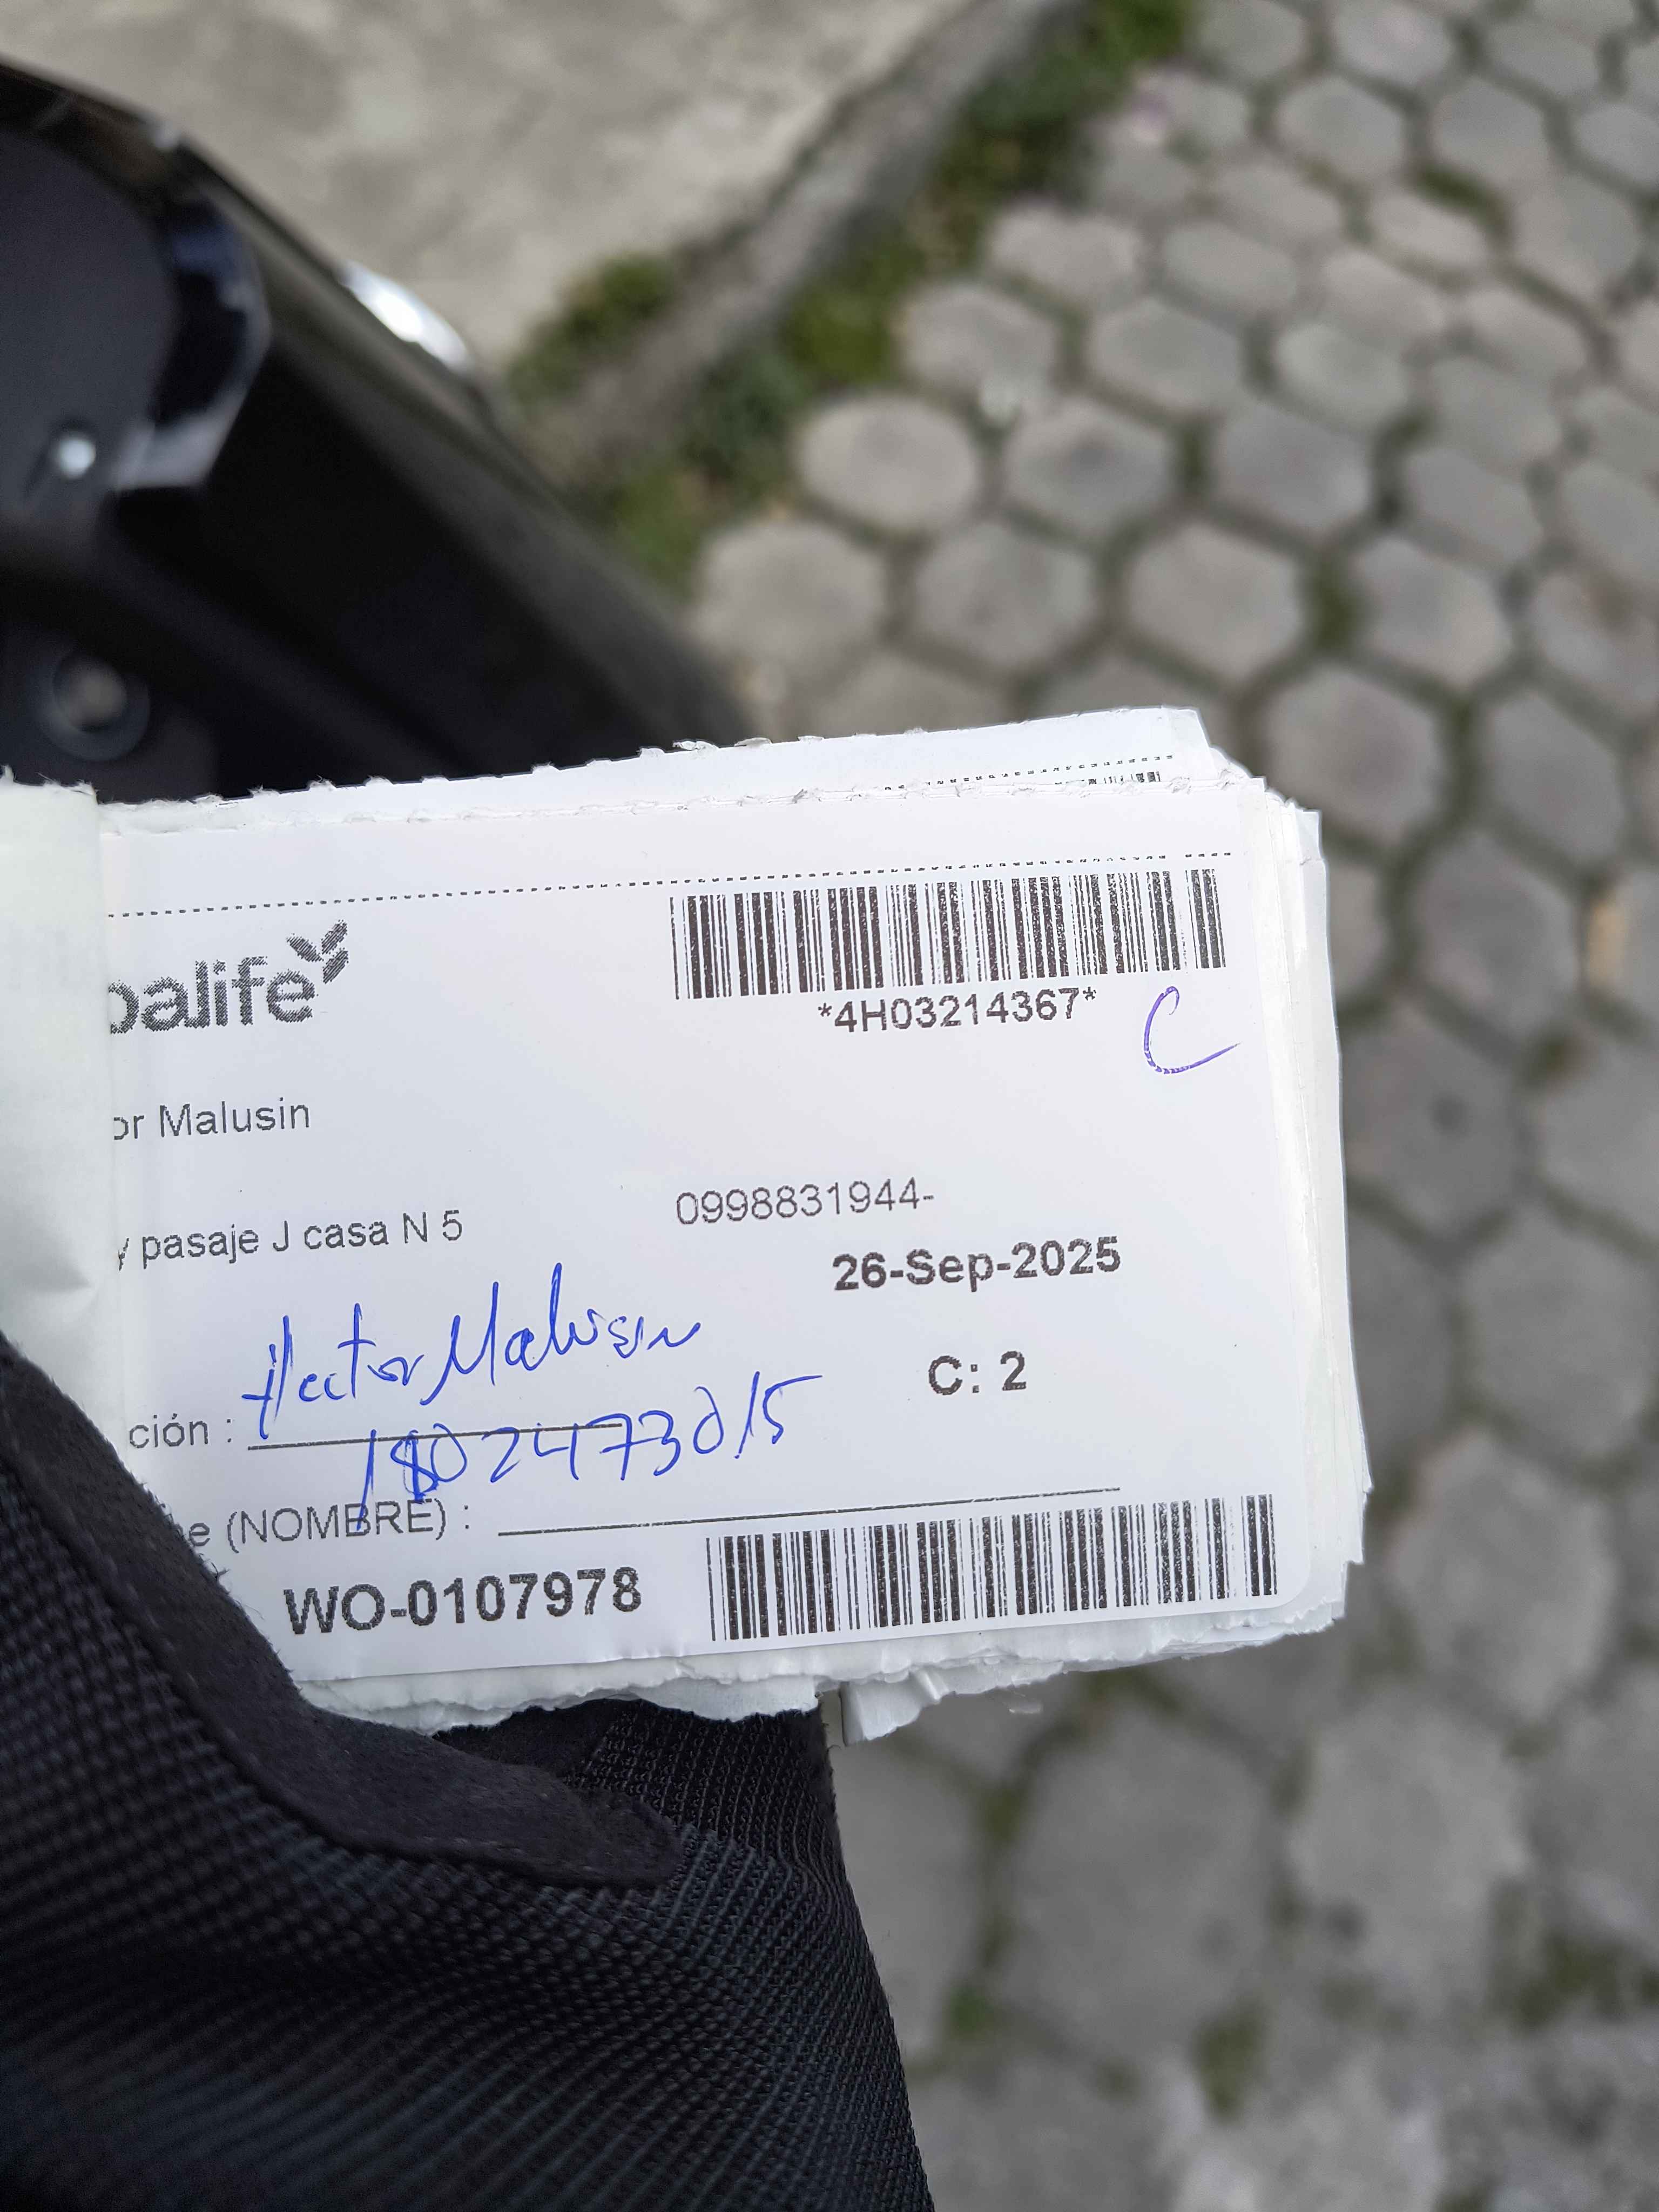 balife
*4H03214367*
C
or Malusin
y pasaje J casa N 5
0998831944-
26-Sep-2025
Hector Malusin
C: 2
ción :
1802473015
e (NOMBRE) :
WO-0107978